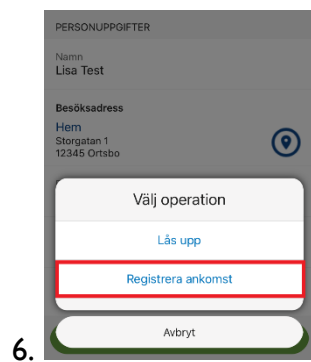 PERSONUPPGIFTER
Namn
Lisa Test
Besöksadress
Hem
Storgatan 1
12345 Ortsbo
Välj operation
Lås upp
Registrera ankomst
Avbryt
6.